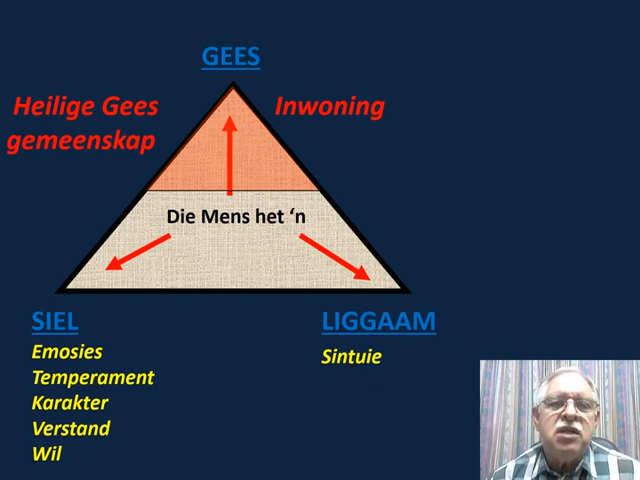 GEES
Heilige Gees
gemeenskap
Inwoning
Die Mens het ‘n
SIEL
Emosies
Temperament
Karakter
Verstand
Wil
LIGGAAM
Sintuie